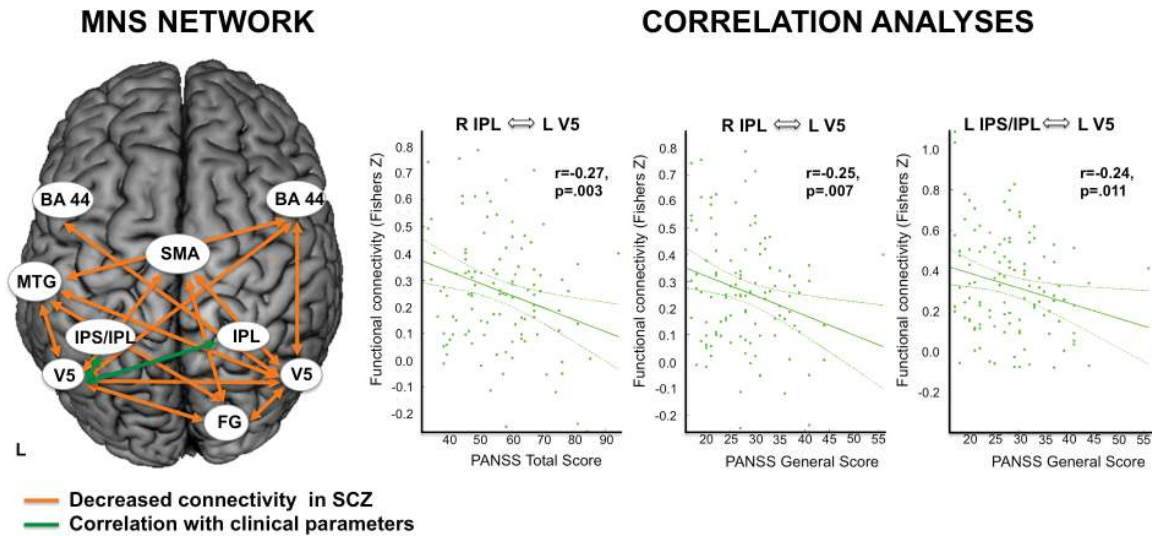 MNS NETWORK
CORRELATION ANALYSES
BA 44
BA 44
SMA
MTG
IPS/IPL
IPL
V5
V5
FG
L
Decreased connectivity in SCZ
Correlation with clinical parameters
R IPL ⇔ L V5
r=-0.27,
p=.003
Functional connectivity (Fishers Z)
0.8
0.7
0.6
0.5
0.4
0.3
0.2
0.1
0.0
-0.1
-0.2
40 50 60 70 80 90
PANSS Total Score
R IPL ⇔ L V5
r=-0.25,
p=.007
Functional connectivity (Fishers Z)
0.8
0.7
0.6
0.5
0.4
0.3
0.2
0.1
0.0
-0.1
-0.2
20 25 30 35 40 45 50 55
PANSS General Score
L IPS/IPL ⇔ L V5
r=-0.24,
p=.011
Functional connectivity (Fishers Z)
1.0
0.8
0.6
0.4
0.2
0.0
-0.2
-0.4
20 25 30 35 40 45 50 55
PANSS General Score